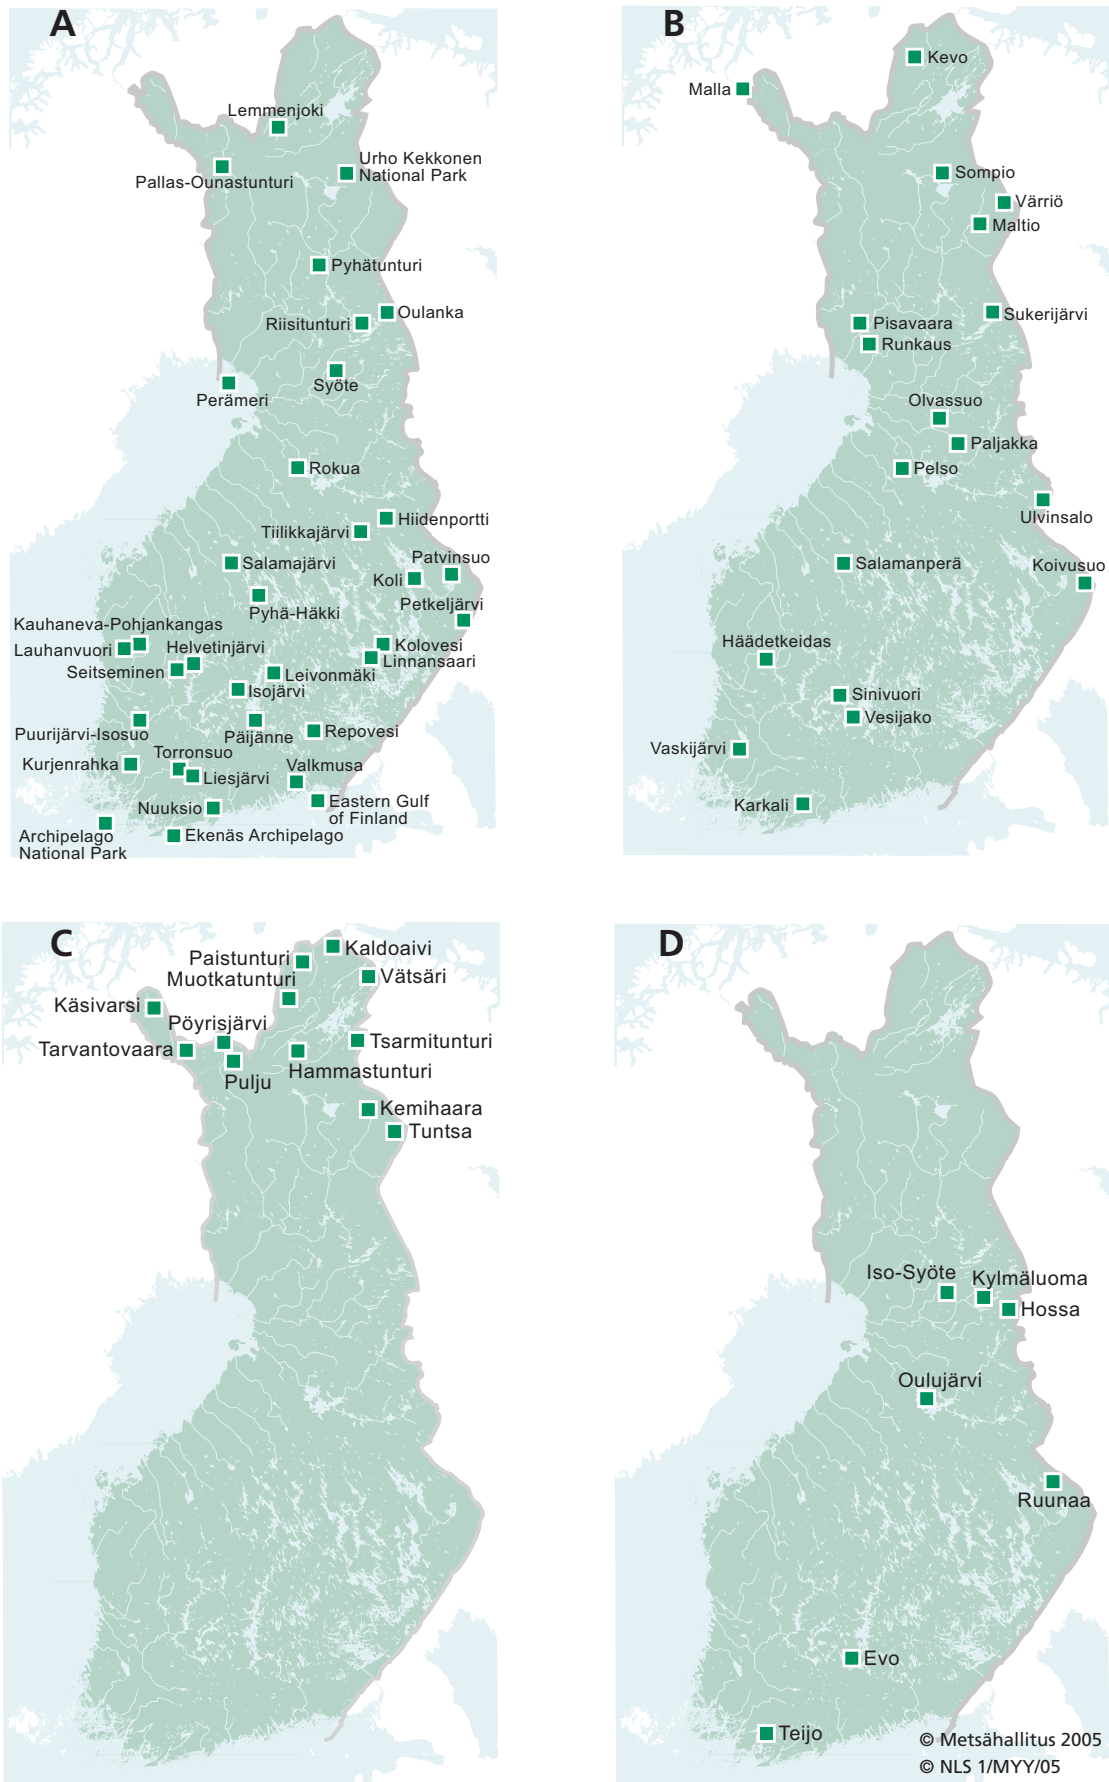 A
Lemmenjoki
Urho Kekkonen
National Park
Pallas-Ounastunturi
Pyhätunturi
Oulanka
Riisitunturi
Syöte
Perämeri
Rokua
Hiidenportti
Tiilikkajärvi
Patvinsuo
Salamajärvi
Koli
Petkeljärvi
Pyhä-Häkki
Kauhaneva-Pohjankangas
Lauhanvuori
Helvetinjärvi
Kolovesi
Linnansaari
Seitseminen
Leivonmäki
Isojärvi
Puurijärvi-Isosuo
Päijänne
Repovesi
Torronsuo
Kurjenrahka
Liesjärvi
Valkmusa
Nuuksio
Eastern Gulf
of Finland
Archipelago
National Park
Ekenäs Archipelago
B
Kevo
Malla
Sompio
Värriö
Maltio
Sukerijärvi
Pisavaara
Runkaus
Olvassuo
Paljakka
Pelso
Ulvinsalo
Salamanperä
Koivusuo
Häädetkeidas
Sinivuori
Vesijako
Vaskijärvi
Karkali
C
Kaldoaivi
Paistunturi
Muotkatunturi
Vätsäri
Käsivarsi
Pöyrisjärvi
Tarvantovaara
Tsarmitunturi
Hammastunturi
Pulju
Kemihaara
Tuntsa
D
Iso-Syöte
Kylmäluoma
Hossa
Oulujärvi
Ruunaa
Evo
Teijo
© Metsähallitus 2005
© NLS 1/MYY/05